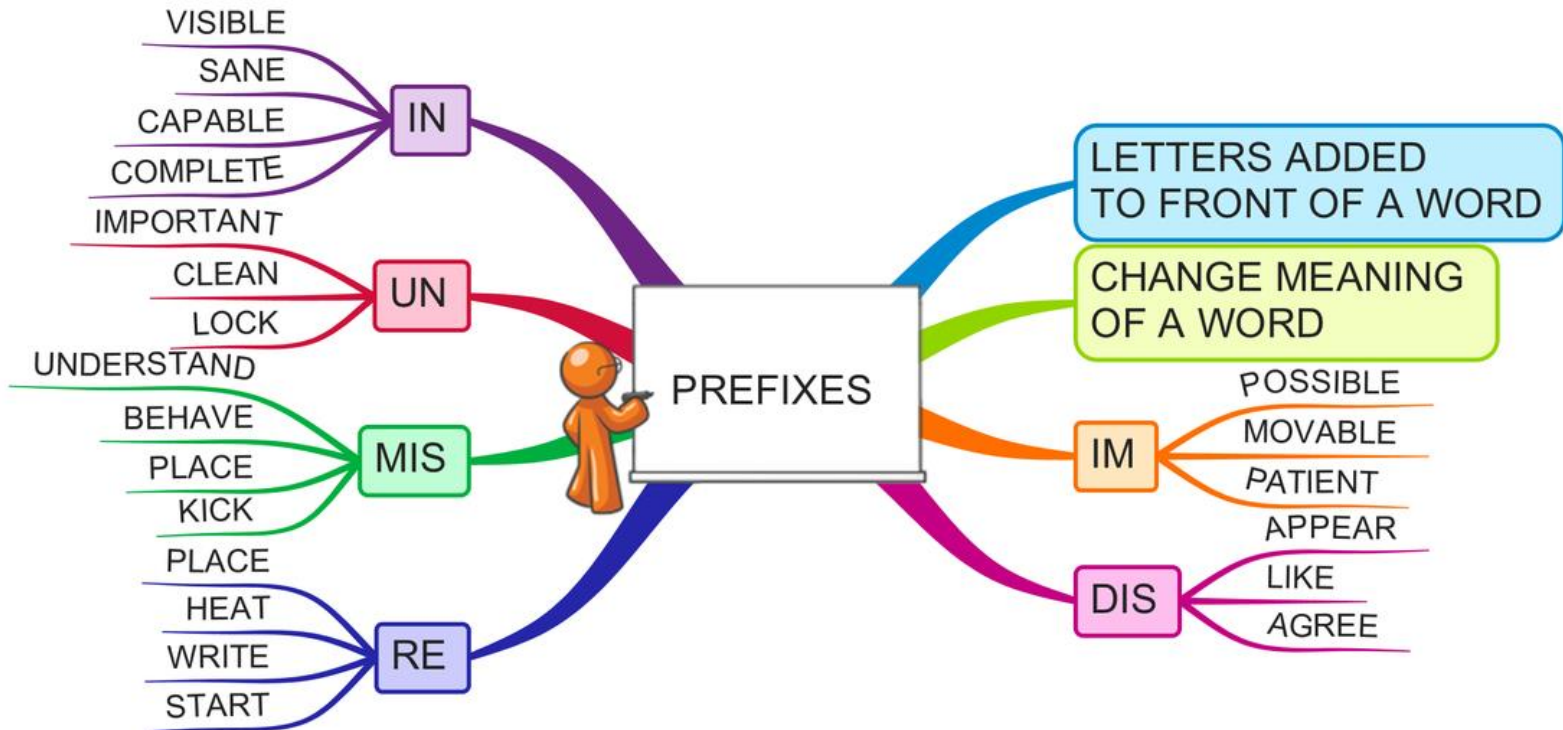 PREFIXES
LETTERS ADDED
TO FRONT OF A WORD
CHANGE MEANING
OF A WORD
IM
POSSIBLE
MOVABLE
PATIENT
DIS
APPEAR
LIKE
AGREE
IN
VISIBLE
SANE
CAPABLE
COMPLETE
UN
IMPORTANT
CLEAN
LOCK
MIS
UNDERSTAND
BEHAVE
PLACE
KICK
RE
PLACE
HEAT
WRITE
START